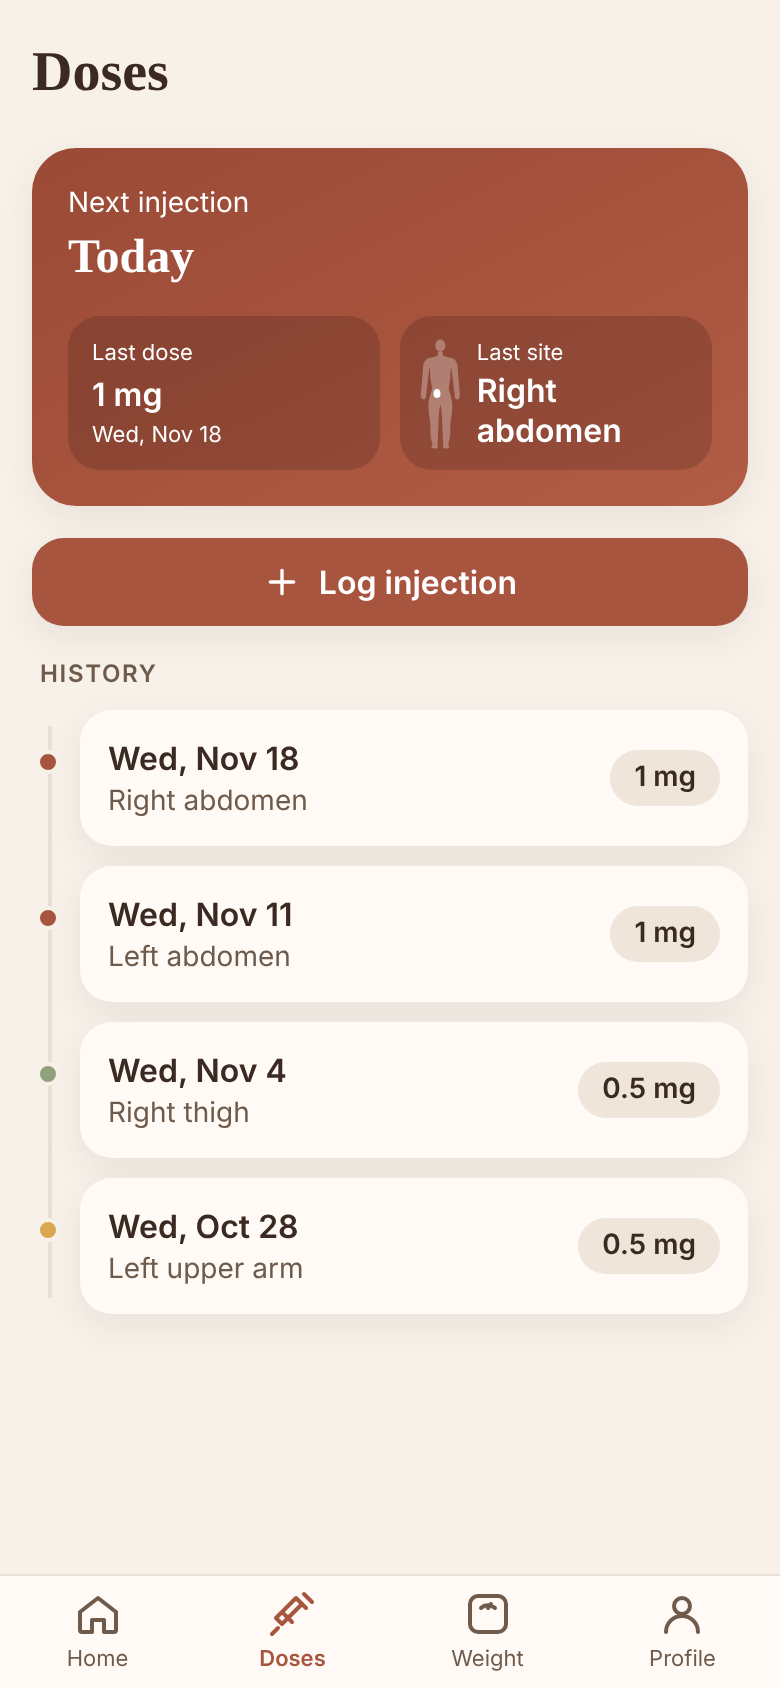 Doses
Next injection
Today
Last dose
1 mg
Wed, Nov 18
Last site
Right
abdomen
Log injection
HISTORY
Wed, Nov 18
Right abdomen
1 mg
Wed, Nov 11
Left abdomen
1 mg
Wed, Nov 4
Right thigh
0.5 mg
Wed, Oct 28
Left upper arm
0.5 mg
Home
Doses
Weight
Profile